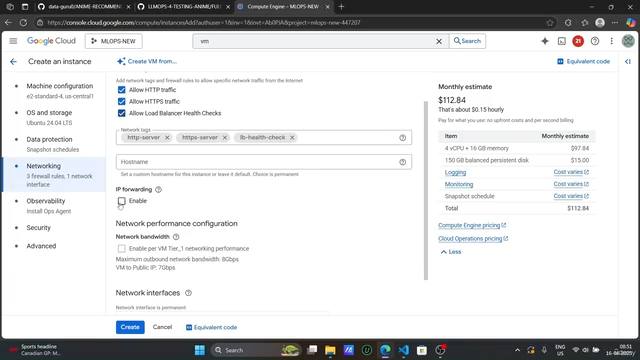 data-guru0/ANIME-RECOMMEN
LLMOPS-4-TESTING-ANIME/FULL
Compute Engine – MLOPS-NEW
https://console.cloud.google.com/compute/instancesAdd?authuser=1&inv=1&invt=Ab0PJA&project=mlops-new-447207
Google Cloud
MLOPS-NEW
vm
Search
21
Create an instance
Create VM from...
Equivalent code
Machine configuration
e2-standard-4, us-central1
OS and storage
Ubuntu 24.04 LTS
Data protection
Snapshot schedules
Networking
3 firewall rules, 1 network
interface
Observability
Install Ops Agent
Security
Advanced
Add network tags and firewall rules to allow specific network traffic from the Internet
Allow HTTP traffic
Allow HTTPS traffic
Allow Load Balancer Health Checks
Network tags
http-server
https-server
lb-health-check
Hostname
Set a custom hostname for this instance or leave it default. Choice is permanent
IP forwarding
Enable
Network performance configuration
Network bandwidth
Enable per VM Tier_1 networking performance
Maximum outbound network bandwidth: 8Gbps
VM to Public IP: 7Gbps
Network interfaces
Network interface is permanent
Monthly estimate
$112.84
That's about $0.15 hourly
Pay for what you use: no upfront costs and per second billing
Item Monthly estimate
4 vCPU + 16 GB memory $97.84
150 GB balanced persistent disk $15.00
Logging Cost varies
Monitoring Cost varies
Snapshot schedule Cost varies
Total $112.84
Compute Engine pricing
Cloud Operations pricing
Less
Create
Cancel
Equivalent code
Sports headline
Canadian GP: M...
Search
ENG
US
08:51
16-06-2025